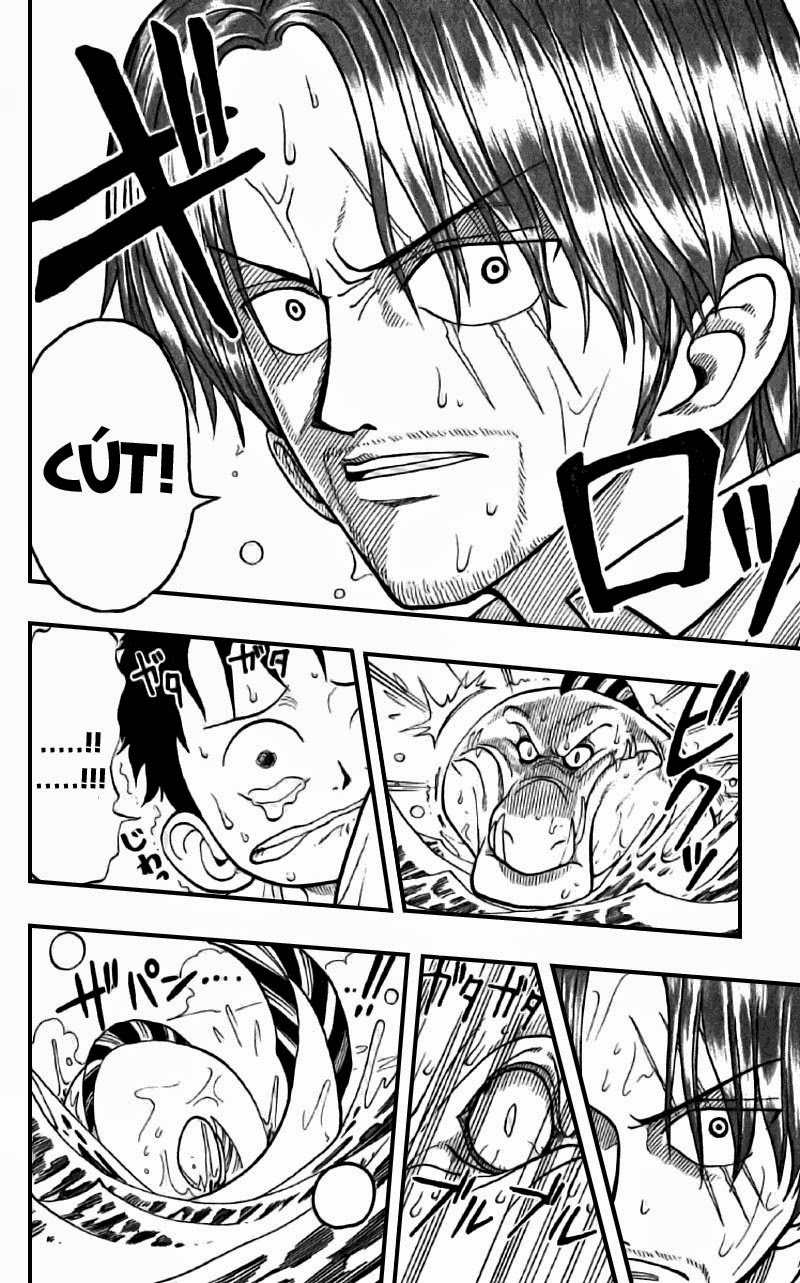 ギロッ
CÚT!
ビクッ
ガタ
ガタ
......!!
......!!!
じわっ
!!
ガタ
ガタ
ブル
ブル
ザパン…
……!!